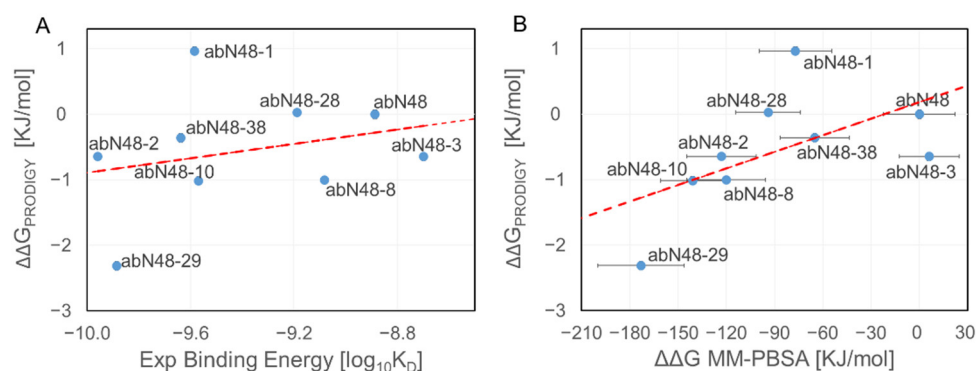 A
ΔΔG_PRODIGY [KJ/mol]
1
0
−1
−2
−3
abN48-1
abN48-28
abN48
abN48-38
abN48-2
abN48-3
abN48-10
abN48-8
abN48-29
−10.0
−9.6
−9.2
−8.8
Exp Binding Energy [log₁₀K_D]
B
ΔΔG_PRODIGY [KJ/mol]
1
0
−1
−2
−3
abN48-1
abN48-28
abN48
abN48-2
abN48-38
abN48-10
abN48-3
abN48-8
abN48-29
−210
−180
−150
−120
−90
−60
−30
0
30
ΔΔG MM-PBSA [KJ/mol]